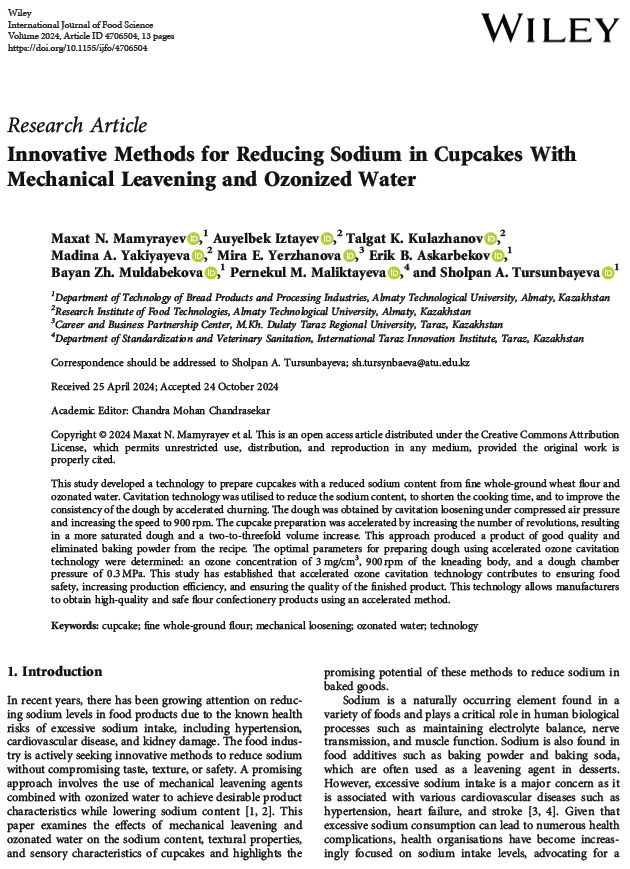 Wiley
International Journal of Food Science
Volume 2024, Article ID 4706504, 13 pages
https://doi.org/10.1155/ijfo/4706504
WILEY
Research Article
Innovative Methods for Reducing Sodium in Cupcakes With
Mechanical Leavening and Ozonized Water
Maxat N. Mamyrayev iD,1 Auyelbek Iztayev iD,2 Talgat K. Kulazhanov iD,2
Madina A. Yakiyayeva iD,2 Mira E. Yerzhanova iD,3 Erik B. Askarbekov iD,1
Bayan Zh. Muldabekova iD,1 Pernekul M. Maliktayeva iD,4 and Sholpan A. Tursunbayeva iD1
1Department of Technology of Bread Products and Processing Industries, Almaty Technological University, Almaty, Kazakhstan
2Research Institute of Food Technologies, Almaty Technological University, Almaty, Kazakhstan
3Career and Business Partnership Center, M.Kh. Dulaty Taraz Regional University, Taraz, Kazakhstan
4Department of Standardization and Veterinary Sanitation, International Taraz Innovation Institute, Taraz, Kazakhstan
Correspondence should be addressed to Sholpan A. Tursunbayeva; sh.tursynbaeva@atu.edu.kz
Received 25 April 2024; Accepted 24 October 2024
Academic Editor: Chandra Mohan Chandrasekar
Copyright © 2024 Maxat N. Mamyrayev et al. This is an open access article distributed under the Creative Commons Attribution
License, which permits unrestricted use, distribution, and reproduction in any medium, provided the original work is
properly cited.
This study developed a technology to prepare cupcakes with a reduced sodium content from fine whole-ground wheat flour and
ozonated water. Cavitation technology was utilised to reduce the sodium content, to shorten the cooking time, and to improve the
consistency of the dough by accelerated churning. The dough was obtained by cavitation loosening under compressed air pressure
and increasing the speed to 900 rpm. The cupcake preparation was accelerated by increasing the number of revolutions, resulting
in a more saturated dough and a two-to-threefold volume increase. This approach produced a product of good quality and
eliminated baking powder from the recipe. The optimal parameters for preparing dough using accelerated ozone cavitation
technology were determined: an ozone concentration of 3 mg/cm3, 900 rpm of the kneading body, and a dough chamber
pressure of 0.3 MPa. This study has established that accelerated ozone cavitation technology contributes to ensuring food
safety, increasing production efficiency, and ensuring the quality of the finished product. This technology allows manufacturers
to obtain high-quality and safe flour confectionery products using an accelerated method.
Keywords: cupcake; fine whole-ground flour; mechanical loosening; ozonated water; technology
1. Introduction
In recent years, there has been growing attention on reduc-
ing sodium levels in food products due to the known health
risks of excessive sodium intake, including hypertension,
cardiovascular disease, and kidney damage. The food indus-
try is actively seeking innovative methods to reduce sodium
without compromising taste, texture, or safety. A promising
approach involves the use of mechanical leavening agents
combined with ozonized water to achieve desirable product
characteristics while lowering sodium content [1, 2]. This
paper examines the effects of mechanical leavening and
ozonated water on the sodium content, textural properties,
and sensory characteristics of cupcakes and highlights the
promising potential of these methods to reduce sodium in
baked goods.
Sodium is a naturally occurring element found in a
variety of foods and plays a critical role in human biological
processes such as maintaining electrolyte balance, nerve
transmission, and muscle function. Sodium is also found in
food additives such as baking powder and baking soda,
which are often used as a leavening agent in desserts.
However, excessive sodium intake is a major concern as it
is associated with various cardiovascular diseases such as
hypertension, heart failure, and stroke [3, 4]. Given that
excessive sodium consumption can lead to numerous health
complications, health organisations have become increas-
ingly focused on sodium intake levels, advocating for a